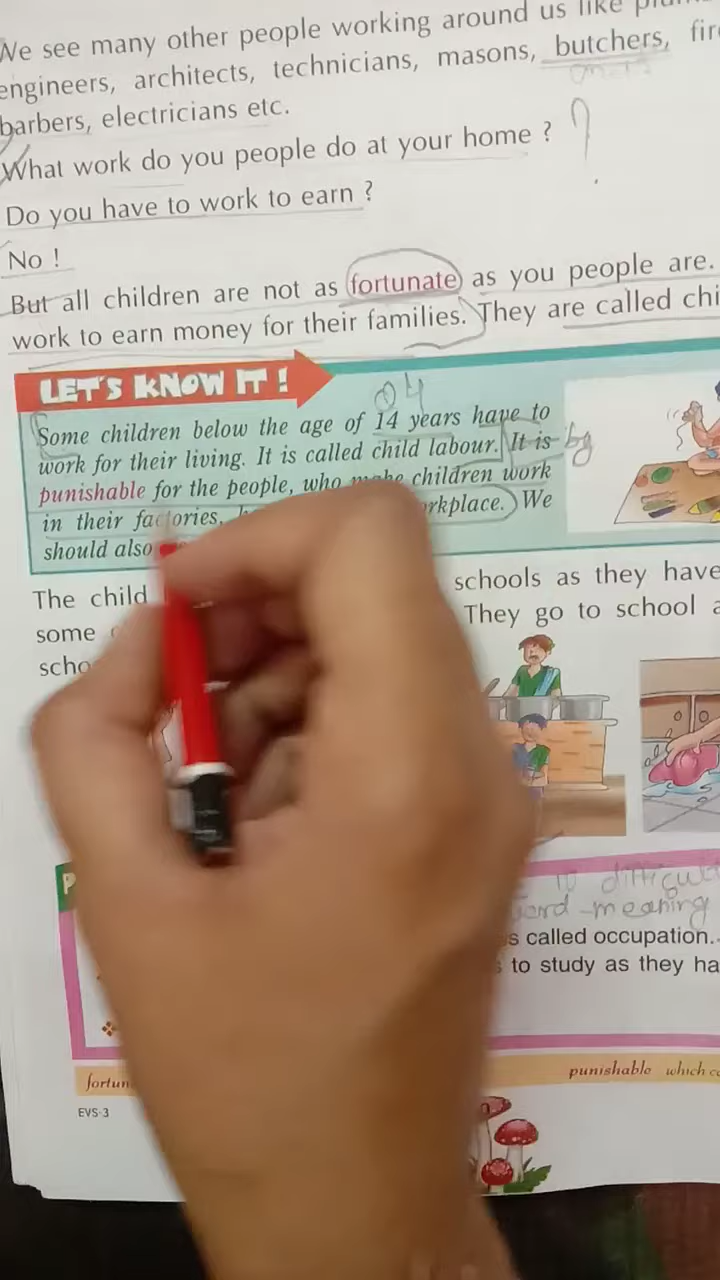 We see many other people working around us like
engineers, architects, technicians, masons, butchers,
barbers, electricians etc.
What work do you people do at your home ?
Do you have to work to earn ?
No !
But all children are not as fortunate as you people are.
work to earn money for their families. They are called
LET'S KNOW IT !
Some children below the age of 14 years have to
work for their living. It is called child labour. It is
punishable for the people, who make children work
in their factories, workplace. We
should also
The child schools as they have
some They go to school
P
to difficult
word-meaning
is called occupation.
to study as they
punishable which
EVS-3